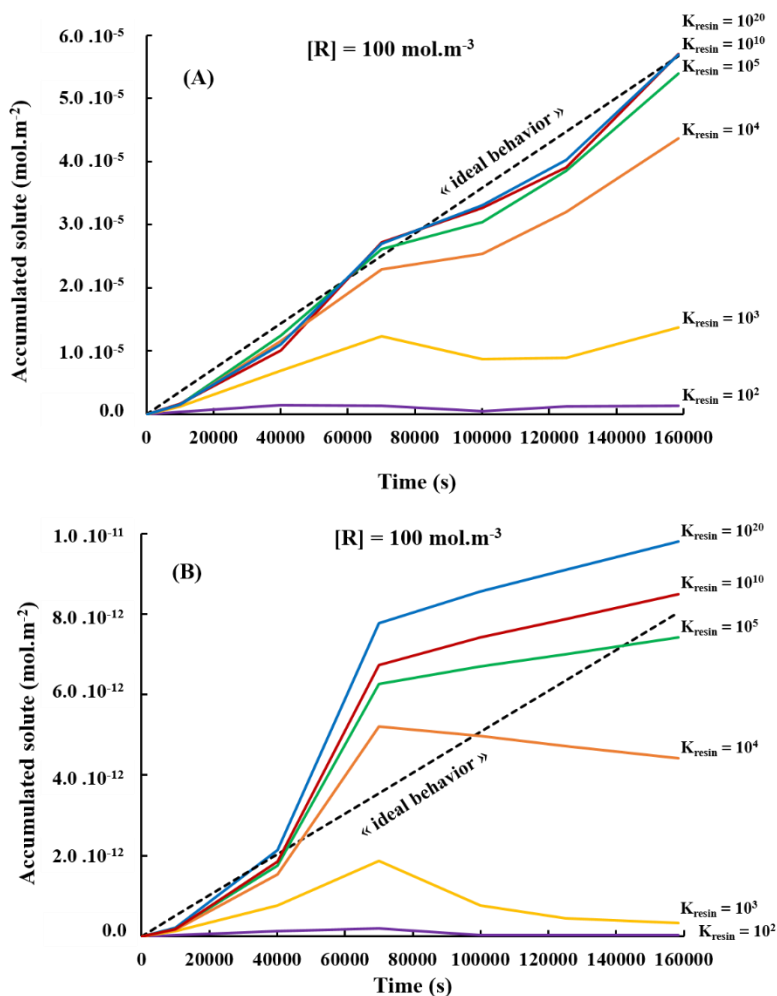 [R] = 100 mol.m⁻³
(A)
K_resin = 10²⁰
K_resin = 10¹⁰
K_resin = 10⁵
K_resin = 10⁴
K_resin = 10³
K_resin = 10²
« ideal behavior »
Accumulated solute (mol.m⁻²)
6.0 .10⁻⁵
5.0 .10⁻⁵
4.0 .10⁻⁵
3.0 .10⁻⁵
2.0 .10⁻⁵
1.0 .10⁻⁵
0.0
0 20000 40000 60000 80000 100000 120000 140000 160000
Time (s)
[R] = 100 mol.m⁻³
(B)
K_resin = 10²⁰
K_resin = 10¹⁰
K_resin = 10⁵
K_resin = 10⁴
K_resin = 10³
K_resin = 10²
« ideal behavior »
Accumulated solute (mol.m⁻²)
1.0 .10⁻¹¹
8.0 .10⁻¹²
6.0 .10⁻¹²
4.0 .10⁻¹²
2.0 .10⁻¹²
0.0
0 20000 40000 60000 80000 100000 120000 140000 160000
Time (s)